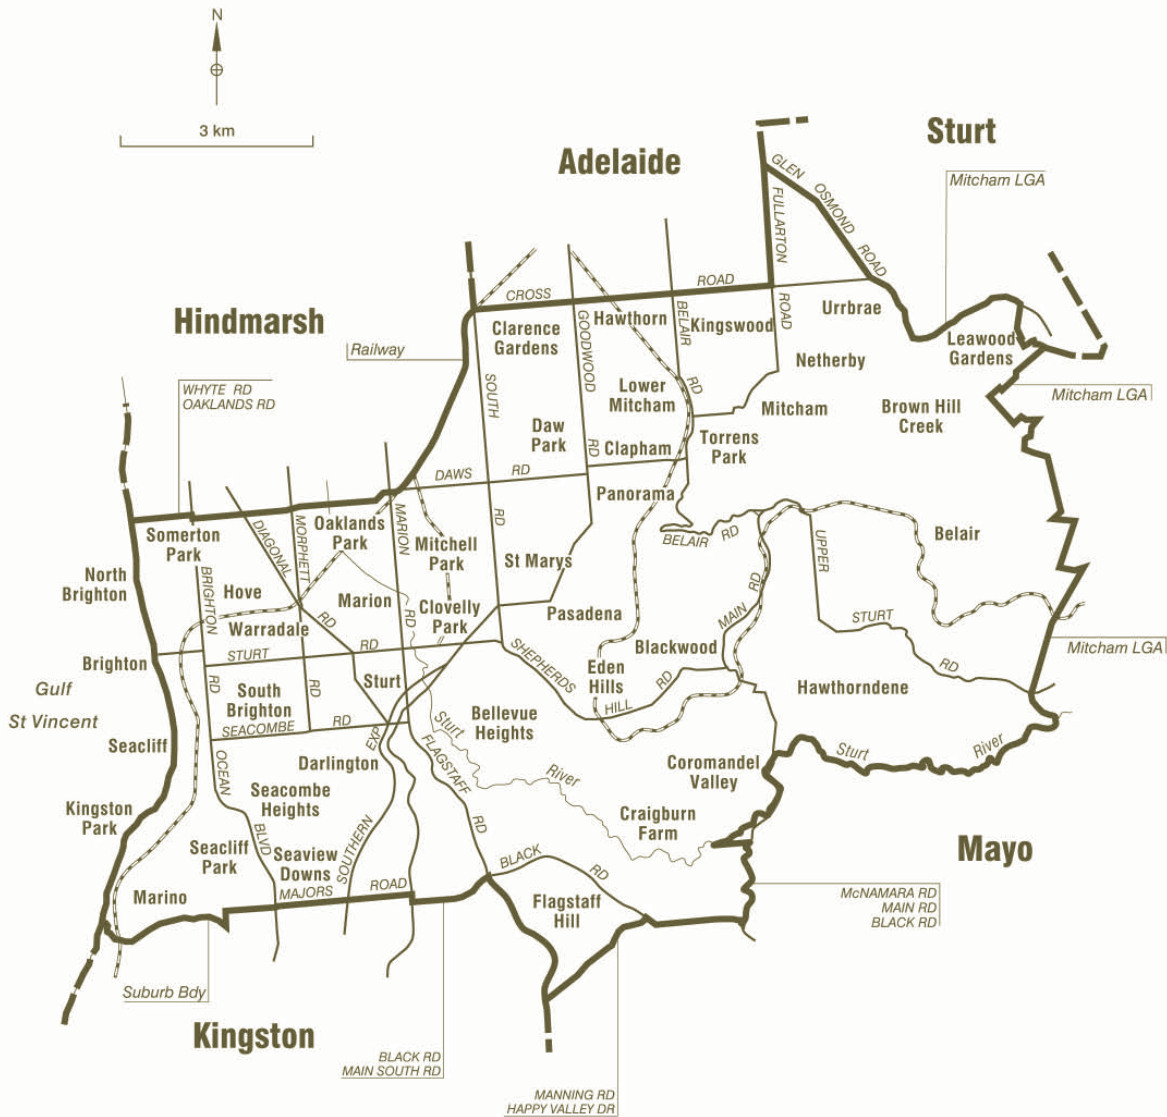 N
3 km
Sturt
Adelaide
Mitcham LGA
GLEN OSMOND ROAD
FULLARTON
ROAD
CROSS
ROAD
Hindmarsh
Railway
Clarence
Gardens
GOODWOOD
RD
Hawthorn
BELAIR
RD
Kingswood
Urrbrae
Leawood
Gardens
Netherby
WHYTE RD
OAKLANDS RD
SOUTH
RD
Lower
Mitcham
Mitcham
Brown Hill
Creek
Mitcham LGA
Daw
Park
Clapham
Torrens
Park
DAWS
RD
Panorama
Somerton
Park
DIAGONAL
RD
MORPHETT
RD
Oaklands
Park
MARION
RD
Mitchell
Park
St Marys
BELAIR
RD
UPPER
Belair
North
Brighton
BRIGHTON
RD
Hove
Marion
Clovelly
Park
Pasadena
MAIN
RD
STURT
RD
Warradale
Blackwood
Brighton
STURT
RD
SHEPHERDS
HILL
RD
Eden
Hills
Mitcham LGA
Gulf
St Vincent
South
Brighton
Sturt
Hawthorndene
SEACOMBE
RD
Bellevue
Heights
Seacliff
Sturt
River
Sturt
River
OCEAN
BLVD
Darlington
SOUTHERN
EXP
FLAGSTAFF
RD
Coromandel
Valley
Kingston
Park
Seacombe
Heights
Craigburn
Farm
Seacliff
Park
Seaview
Downs
BLACK
RD
Mayo
Marino
MAJORS
ROAD
Flagstaff
Hill
McNAMARA RD
MAIN RD
BLACK RD
Suburb Bdy
Kingston
BLACK RD
MAIN SOUTH RD
MANNING RD
HAPPY VALLEY DR